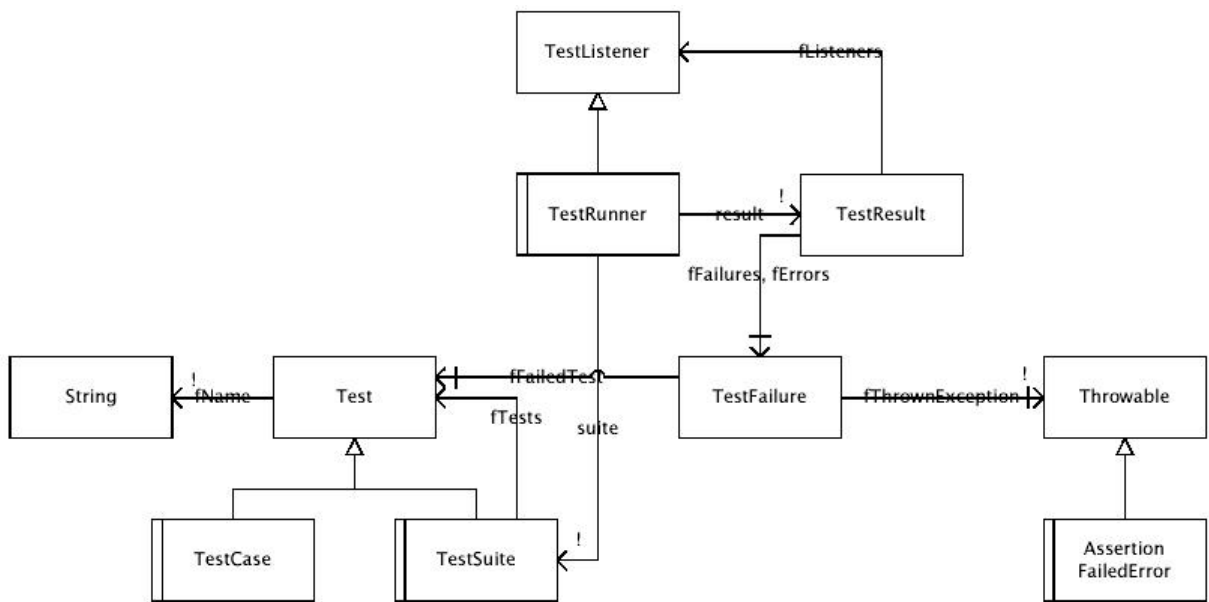 TestListener
fListeners
TestRunner
result
!
TestResult
fFailures, fErrors
String
!
fName
Test
fFailedTest
fTests
suite
TestFailure
fThrownException
!
Throwable
TestCase
TestSuite
!
Assertion
FailedError